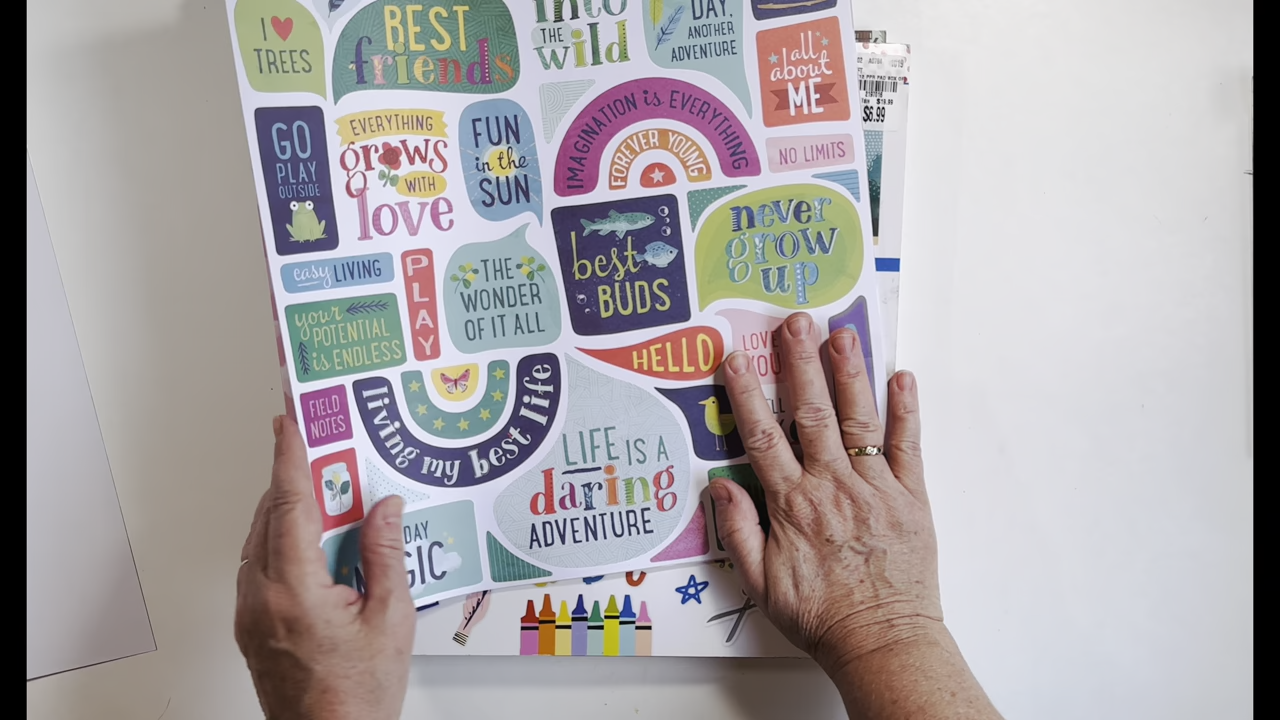 I
TREES
BEST
friends
into
THE
wild
DAY,
ANOTHER
ADVENTURE
all
about
ME
$6.99
GO
PLAY
OUTSIDE
EVERYTHING
grows
WITH
love
FUN
in the
SUN
IMAGINATION is EVERYTHING
FOREVER YOUNG
NO LIMITS
easy LIVING
PLAY
THE
WONDER
OF IT ALL
best
BUDS
never
grow
up
your
POTENTIAL
is ENDLESS
HELLO
LOVE
YOU
FIELD
NOTES
living my best life
LIFE IS A
daring
ADVENTURE
DAY